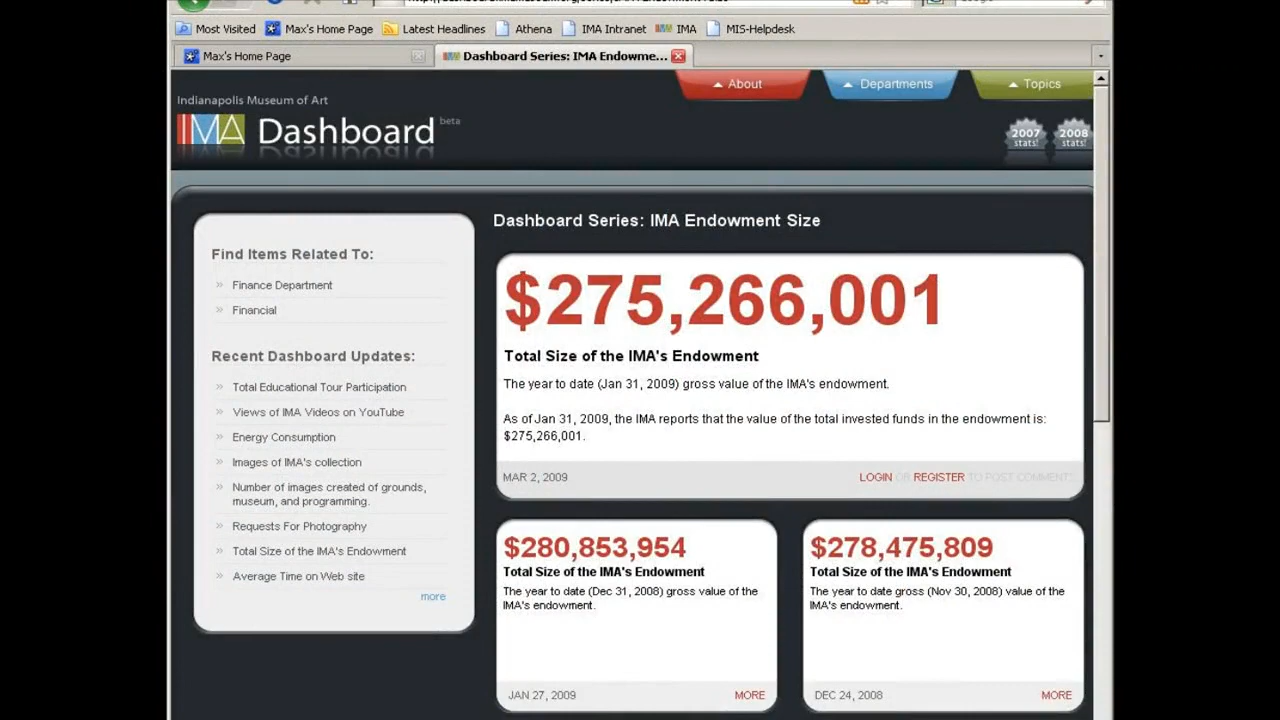 Most Visited Max's Home Page Latest Headlines Athena IMA Intranet IMA MIS-Helpdesk
Max's Home Page Dashboard Series: IMA Endowme...
About Departments Topics
Indianapolis Museum of Art
IMA Dashboard beta
2007 stats! 2008 stats!
Dashboard Series: IMA Endowment Size
Find Items Related To:
Finance Department
Financial
Recent Dashboard Updates:
Total Educational Tour Participation
Views of IMA Videos on YouTube
Energy Consumption
Images of IMA's collection
Number of images created of grounds,
museum, and programming.
Requests For Photography
Total Size of the IMA's Endowment
Average Time on Web site
more
$275,266,001
Total Size of the IMA's Endowment
The year to date (Jan 31, 2009) gross value of the IMA's endowment.
As of Jan 31, 2009, the IMA reports that the value of the total invested funds in the endowment is:
$275,266,001.
MAR 2, 2009 LOGIN OR REGISTER TO POST COMMENTS
$280,853,954
Total Size of the IMA's Endowment
The year to date (Dec 31, 2008) gross value of the
IMA's endowment.
JAN 27, 2009 MORE
$278,475,809
Total Size of the IMA's Endowment
The year to date gross (Nov 30, 2008) value of the
IMA's endowment.
DEC 24, 2008 MORE